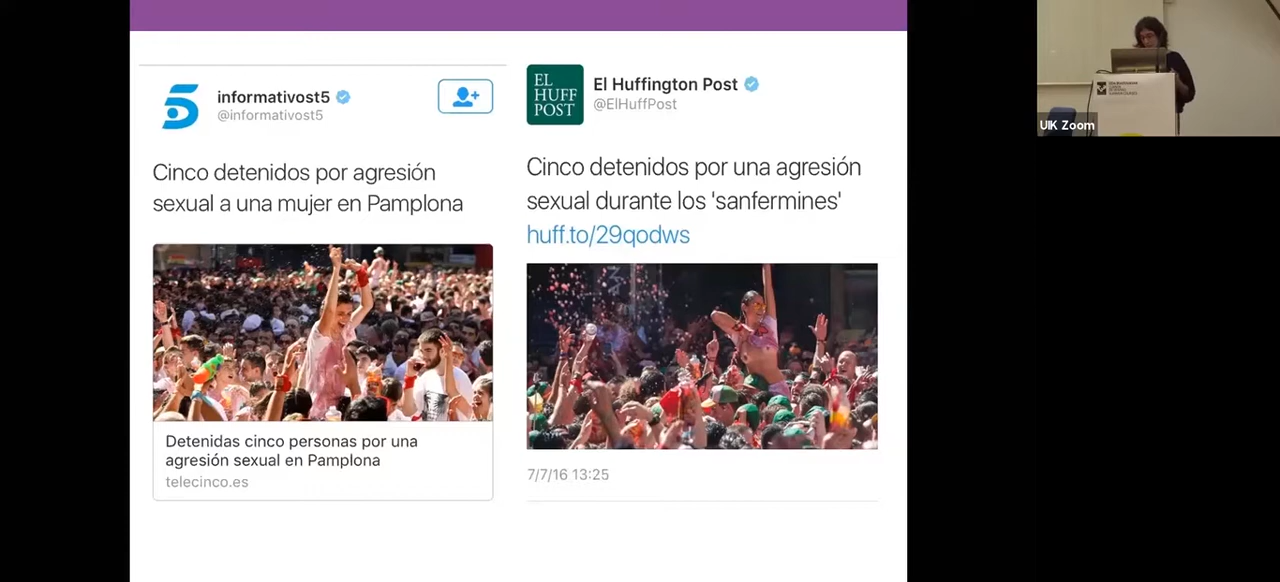 informativost5
@informativost5
Cinco detenidos por agresión
sexual a una mujer en Pamplona
Detenidas cinco personas por una
agresión sexual en Pamplona
telecinco.es
EL
HUFF
POST
El Huffington Post
@ElHuffPost
Cinco detenidos por una agresión
sexual durante los 'sanfermines'
huff.to/29qodws
7/7/16 13:25
UIK Zoom